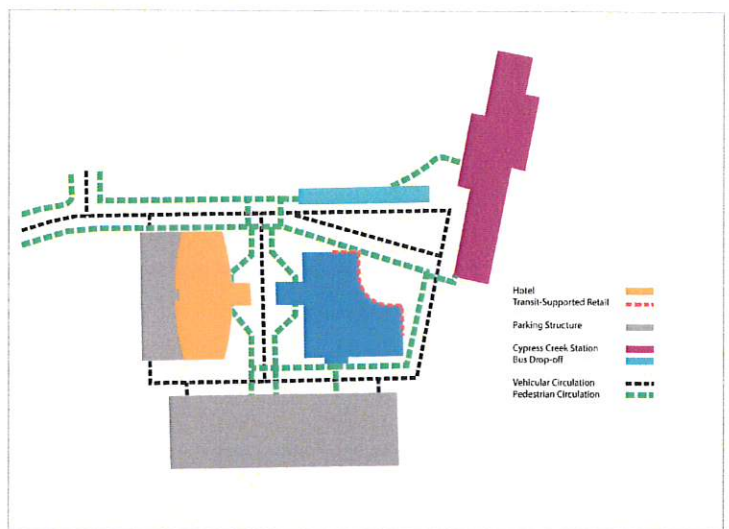 Hotel
Transit-Supported Retail
Parking Structure
Cypress Creek Station
Bus Drop-off
Vehicular Circulation
Pedestrian Circulation